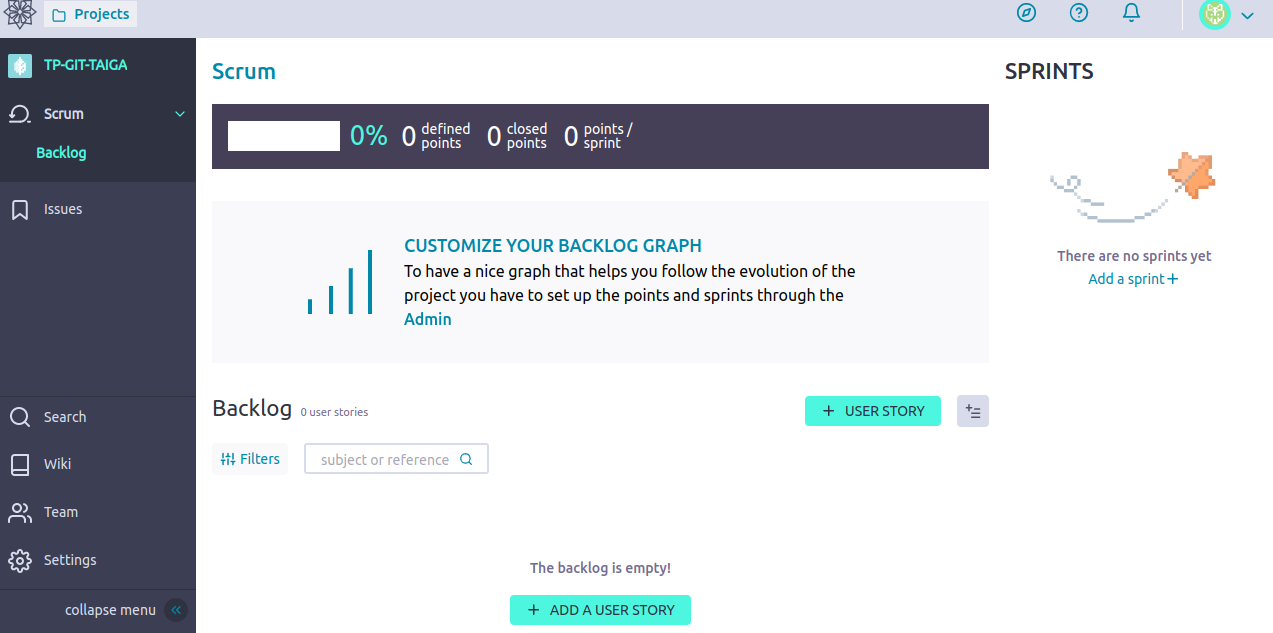 Projects
TP-GIT-TAIGA
Scrum
Backlog
Issues
Search
Wiki
Team
Settings
collapse menu
Scrum
0% 0 defined points 0 closed points 0 points / sprint
CUSTOMIZE YOUR BACKLOG GRAPH
To have a nice graph that helps you follow the evolution of the
project you have to set up the points and sprints through the
Admin
Backlog 0 user stories
+ USER STORY
Filters
subject or reference
The backlog is empty!
+ ADD A USER STORY
SPRINTS
There are no sprints yet
Add a sprint+